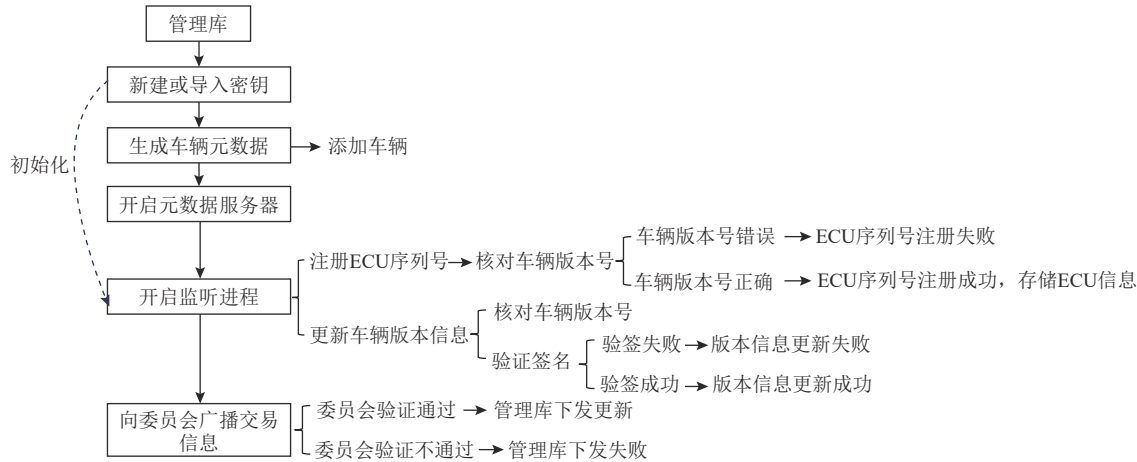 管理库
新建或导入密钥
生成车辆元数据
添加车辆
初始化
开启元数据服务器
车辆版本号错误
ECU序列号注册失败
注册ECU序列号
核对车辆版本号
车辆版本号正确
ECU序列号注册成功，存储ECU信息
开启监听进程
更新车辆版本信息
核对车辆版本号
验证签名
验签失败
版本信息更新失败
验签成功
版本信息更新成功
向委员会广播交易
信息
委员会验证通过
管理库下发更新
委员会验证不通过
管理库下发失败